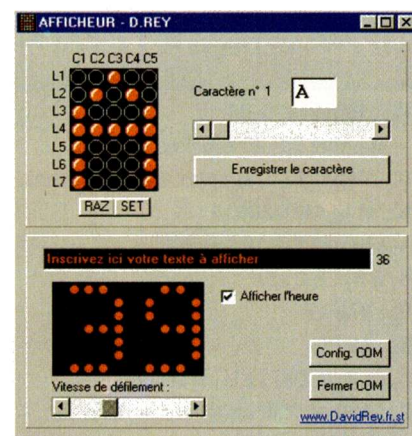 AFFICHEUR - D.REY
C1 C2 C3 C4 C5
L1
L2
L3
L4
L5
L6
L7
Caractère n° 1 A
Enregistrer le caractère
RAZ SET
Inscrivez ici votre texte à afficher 36
39
Afficher l'heure
Config. COM
Vitesse de défilement :
Fermer COM
www.DavidRey.fr.st